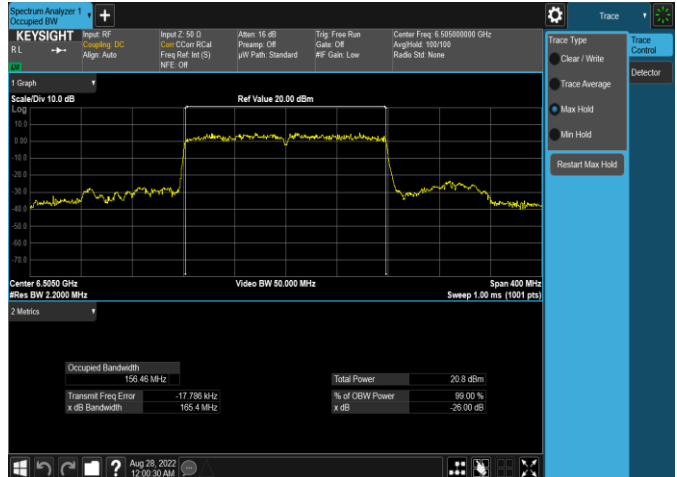 Spectrum Analyzer 1
Occupied BW
Trace
KEYSIGHT
Input: RF
Input Z: 50 Ω
Atten: 16 dB
Trig: Free Run
Center Freq: 6.505000000 GHz
R L
Coupling: DC
Corr CCorr RCal
Preamp: Off
Gate: Off
Avg|Hold: 100/100
Align: Auto
Freq Ref: Int (S)
µW Path: Standard
#IF Gain: Low
Radio Std: None
NFE: Off
1 Graph
Scale/Div 10.0 dB
Ref Value 20.00 dBm
Log
10.0
0.00
-10.0
-20.0
-30.0
-40.0
-50.0
-60.0
-70.0
Center 6.5050 GHz
Video BW 50.000 MHz
Span 400 MHz
#Res BW 2.2000 MHz
Sweep 1.00 ms (1001 pts)
2 Metrics
Occupied Bandwidth
156.46 MHz
Total Power
20.8 dBm
Transmit Freq Error
-17.786 kHz
% of OBW Power
99.00 %
x dB Bandwidth
165.4 MHz
x dB
-26.00 dB
Aug 28, 2022
12:00:30 AM
Trace Type
Clear / Write
Trace Average
Max Hold
Min Hold
Restart Max Hold
Trace
Control
Detector